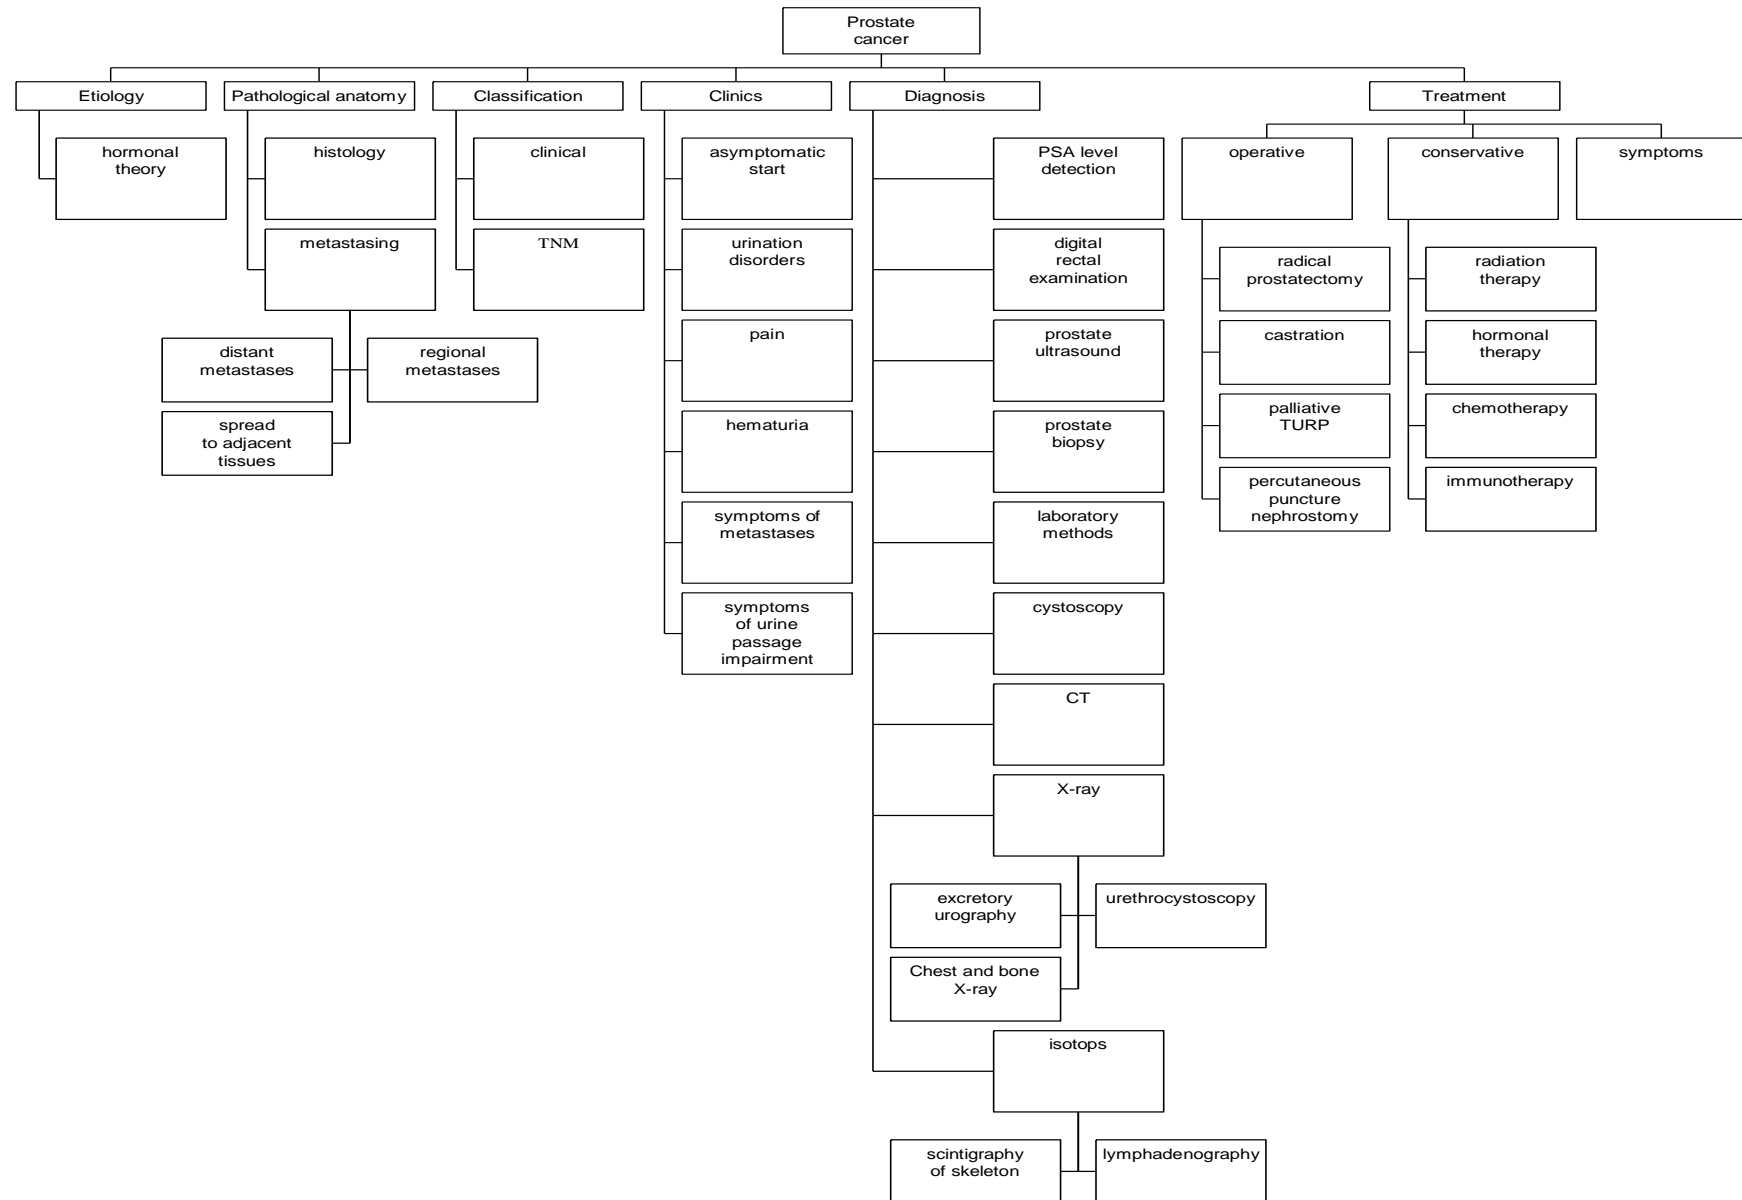 Prostate
cancer
Etiology
hormonal
theory
Pathological anatomy
histology
metastasing
distant
metastases
regional
metastases
spread
to adjacent
tissues
Classification
clinical
TNM
Clinics
asymptomatic
start
urination
disorders
pain
hematuria
symptoms of
metastases
symptoms
of urine
passage
impairment
Diagnosis
PSA level
detection
digital
rectal
examination
prostate
ultrasound
prostate
biopsy
laboratory
methods
cystoscopy
CT
X-ray
excretory
urography
urethrocystoscopy
Chest and bone
X-ray
isotops
scintigraphy
of skeleton
lymphadenography
Treatment
operative
radical
prostatectomy
castration
palliative
TURP
percutaneous
puncture
nephrostomy
conservative
radiation
therapy
hormonal
therapy
chemotherapy
immunotherapy
symptoms